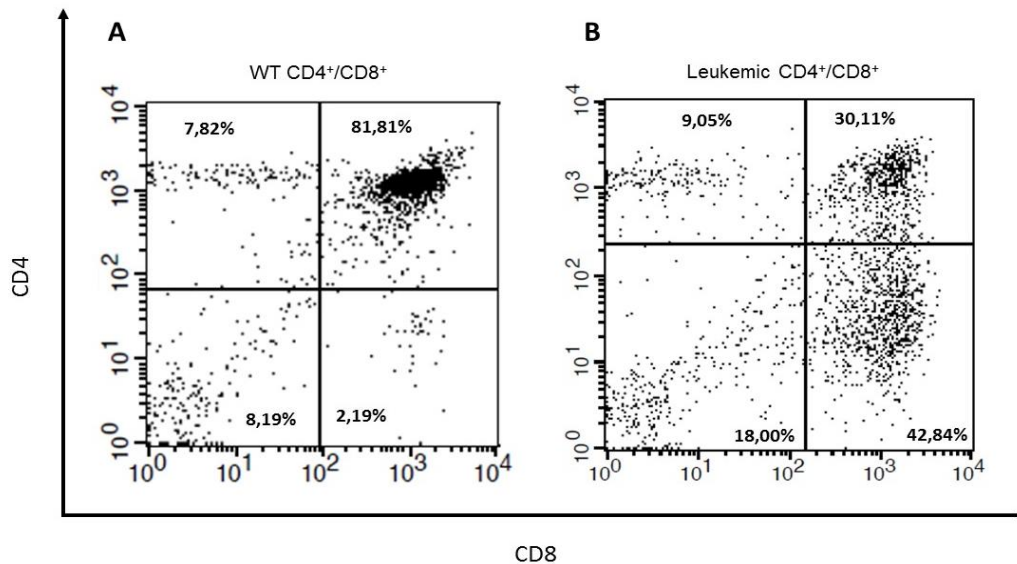 A
B
WT CD4⁺/CD8⁺
Leukemic CD4⁺/CD8⁺
10⁴
7,82%
81,81%
10³
10²
10¹
10⁰
8,19%
2,19%
10⁰ 10¹ 10² 10³ 10⁴
10⁴
9,05%
30,11%
10³
10²
10¹
10⁰
18,00%
42,84%
10⁰ 10¹ 10² 10³ 10⁴
CD4
CD8